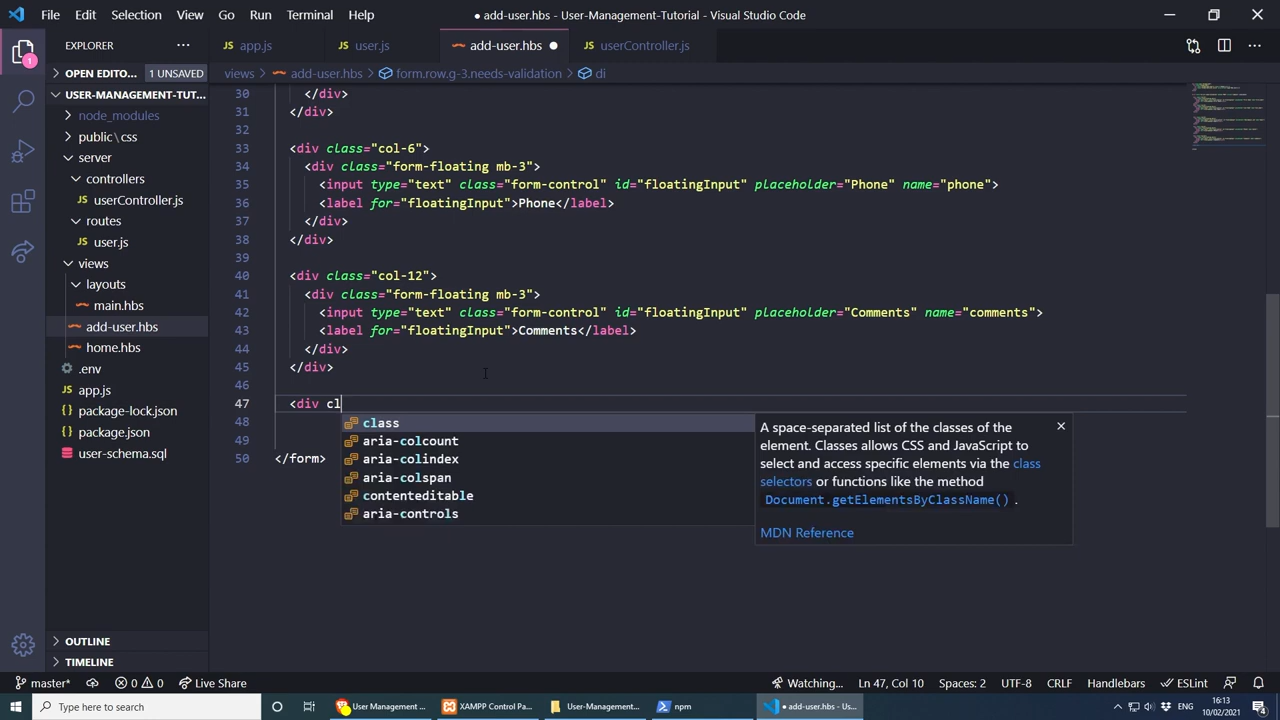 File Edit Selection View Go Run Terminal Help
● add-user.hbs - User-Management-Tutorial - Visual Studio Code
EXPLORER
app.js
user.js
add-user.hbs
userController.js
OPEN EDITO... 1 UNSAVED
views > add-user.hbs > form.row.g-3.needs-validation > di
USER-MANAGEMENT-TUT...
node_modules
public\css
server
controllers
userController.js
routes
user.js
views
layouts
main.hbs
add-user.hbs
home.hbs
.env
app.js
package-lock.json
package.json
user-schema.sql
OUTLINE
TIMELINE
30 </div>
31 </div>
32
33 <div class="col-6">
34 <div class="form-floating mb-3">
35 <input type="text" class="form-control" id="floatingInput" placeholder="Phone" name="phone">
36 <label for="floatingInput">Phone</label>
37 </div>
38 </div>
39
40 <div class="col-12">
41 <div class="form-floating mb-3">
42 <input type="text" class="form-control" id="floatingInput" placeholder="Comments" name="comments">
43 <label for="floatingInput">Comments</label>
44 </div>
45 </div>
46
47 <div cl
48
49
50 </form>
class
aria-colcount
aria-colindex
aria-colspan
contenteditable
aria-controls
A space-separated list of the classes of the
element. Classes allows CSS and JavaScript to
select and access specific elements via the class
selectors or functions like the method
Document.getElementsByClassName() .
MDN Reference
master* 0 0 Live Share
Watching... Ln 47, Col 10 Spaces: 2 UTF-8 CRLF Handlebars ESLint
Type here to search
User Management ...
XAMPP Control Pa...
User-Management...
npm
● add-user.hbs - Us...
16:13
10/02/2021
4
1